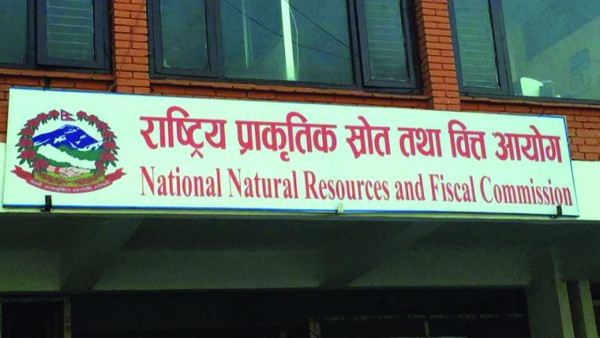 राष्ट्रिय प्राकृतिक स्रोत तथा वित्त आयोग
National Natural Resources and Fiscal Commission